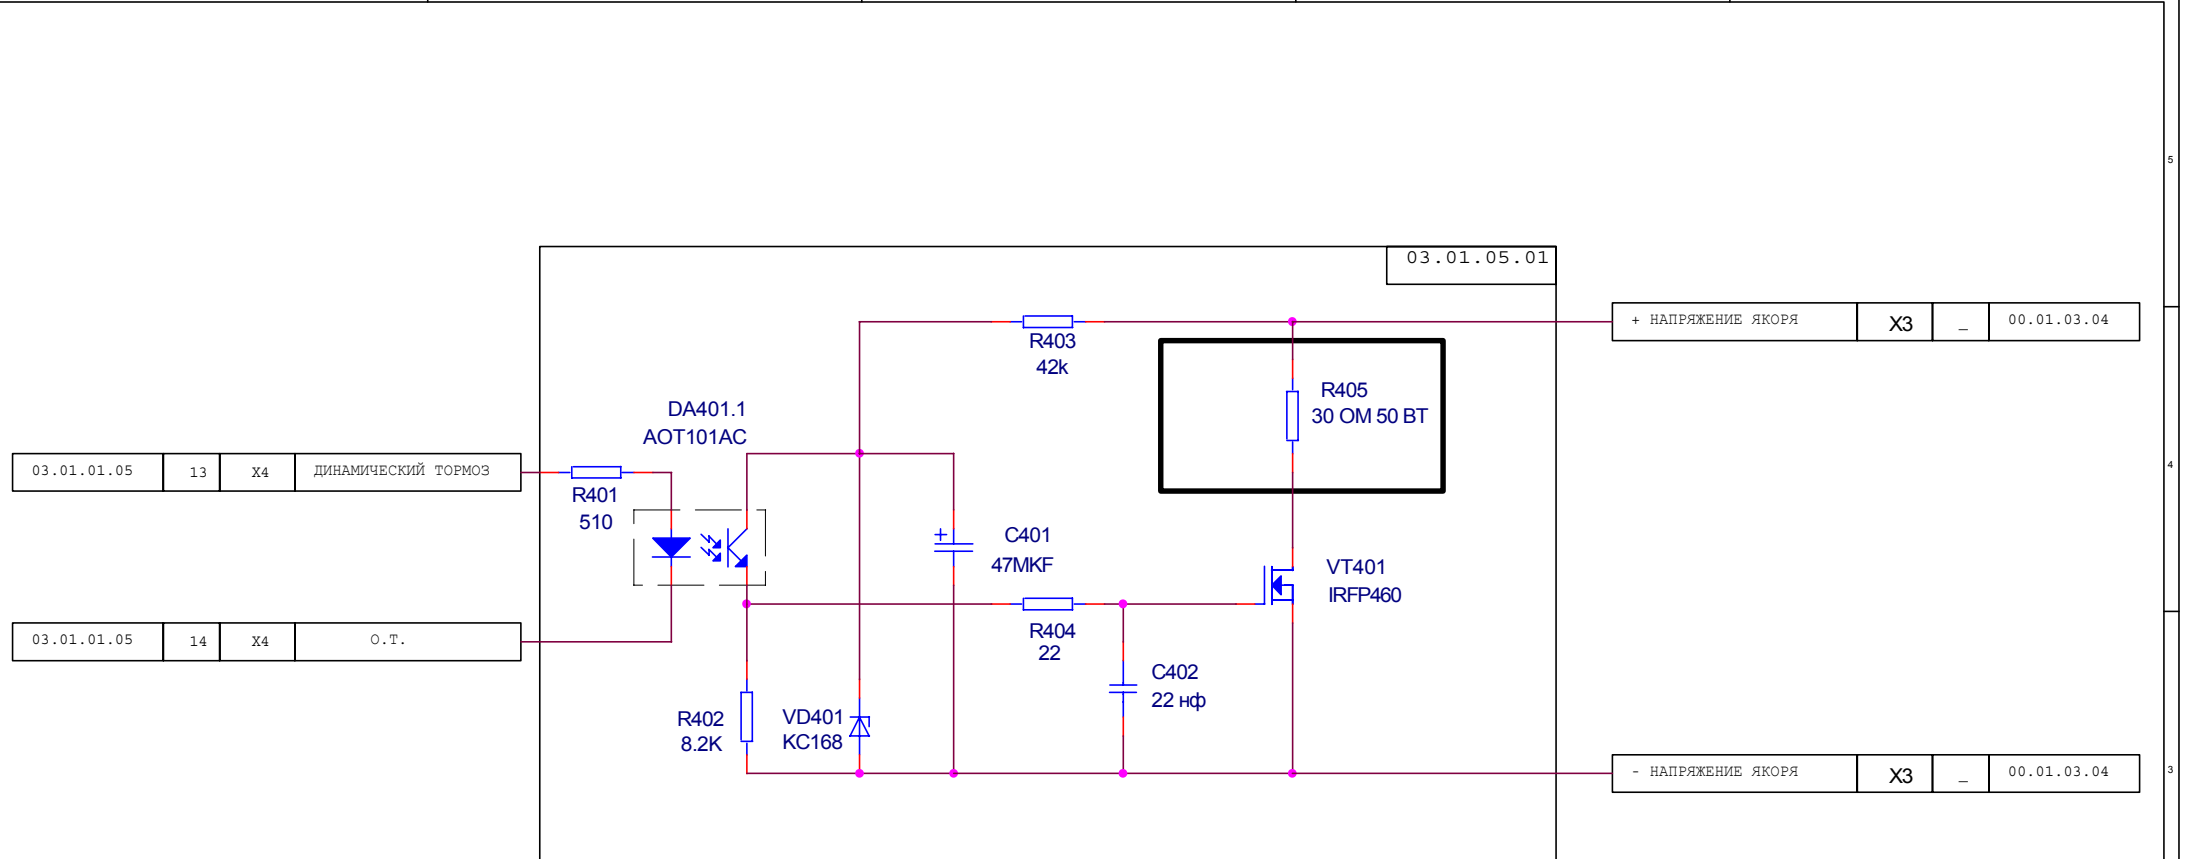 5
03.01.05.01
+ НАПРЯЖЕНИЕ ЯКОРЯ X3 _ 00.01.03.04
R403
42k
R405
30 ОМ 50 ВТ
DA401.1
AOT101AC
03.01.01.05 13 X4 ДИНАМИЧЕСКИЙ ТОРМОЗ
4
R401
510
+
C401
47MKF
VT401
IRFP460
03.01.01.05 14 X4 О.Т.
R404
22
C402
22 нф
R402
8.2K
VD401
KC168
- НАПРЯЖЕНИЕ ЯКОРЯ X3 _ 00.01.03.04
3